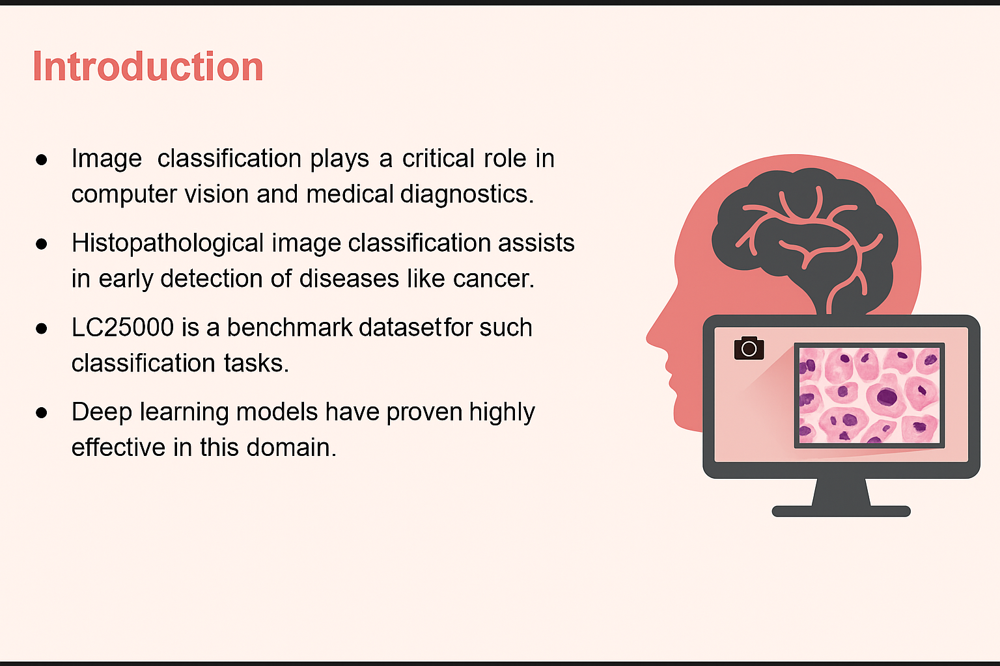 Introduction
● Image classification plays a critical role in
computer vision and medical diagnostics.
● Histopathological image classification assists
in early detection of diseases like cancer.
● LC25000 is a benchmark datasetfor such
classification tasks.
● Deep learning models have proven highly
effective in this domain.